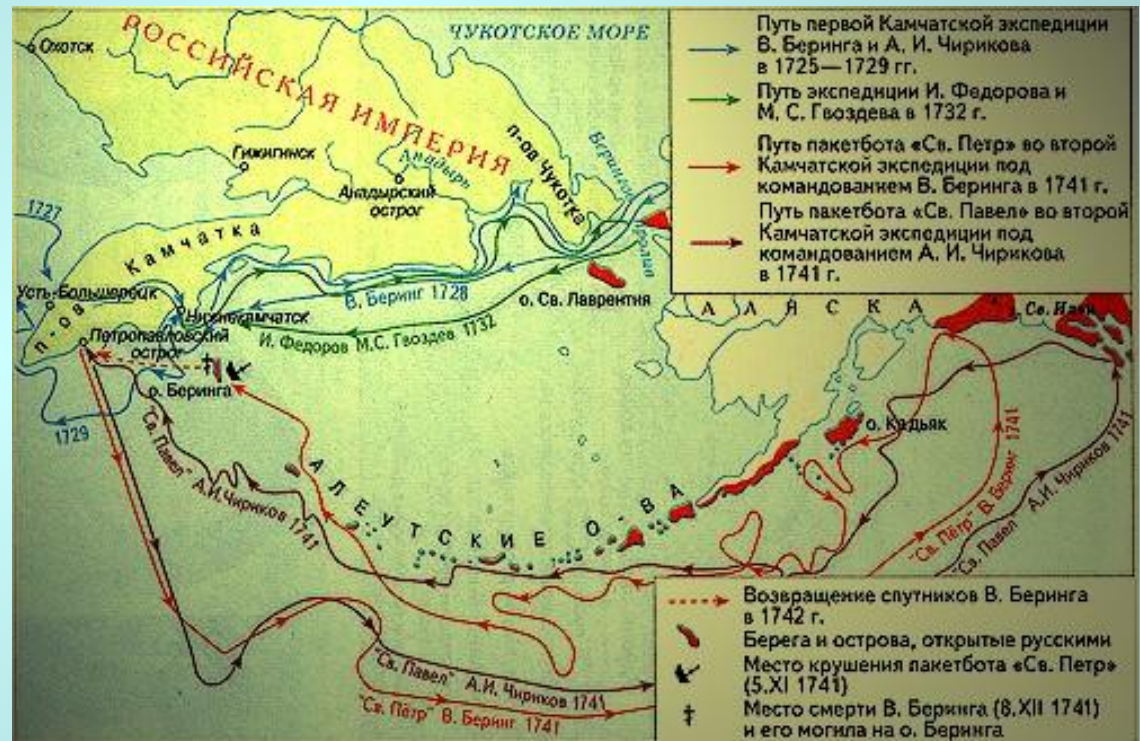 ЧУКОТСКОЕ МОРЕ
Охотск
РОССИЙСКАЯ ИМПЕРИЯ
Гижигинск
Анадырь
Анадырский
острог
п-ов Чукотка
Берингов
пролив
1727
п-ов Камчатка
Усть-Большерецк
Нижнекамчатск
Петропавловский
острог
о. Беринга
1729
В. Беринг 1728
И. Федоров М.С. Гвоздев 1732
о. Св. Лаврентия
АЛЯСКА
Св. Ильи
о. Кадьяк
АЛЕУТСКИЕ О-ВА
"Св. Павел" А.И. Чириков 1741
"Св. Пётр" В. Беринг 1741
"Св. Павел" А.И. Чириков 1741
"Св. Павел" А.И. Чириков 1741
"Св. Пётр" В. Беринг 1741
Путь первой Камчатской экспедиции
В. Беринга и А. И. Чирикова
в 1725—1729 гг.
Путь экспедиции И. Федорова и
М. С. Гвоздева в 1732 г.
Путь пакетбота «Св. Петр» во второй
Камчатской экспедиции под
командованием В. Беринга в 1741 г.
Путь пакетбота «Св. Павел» во второй
Камчатской экспедиции под
командованием А. И. Чирикова
в 1741 г.
Возвращение спутников В. Беринга
в 1742 г.
Берега и острова, открытые русскими
Место крушения пакетбота «Св. Петр»
(5.XI 1741)
Место смерти В. Беринга (8.XII 1741)
и его могила на о. Беринга